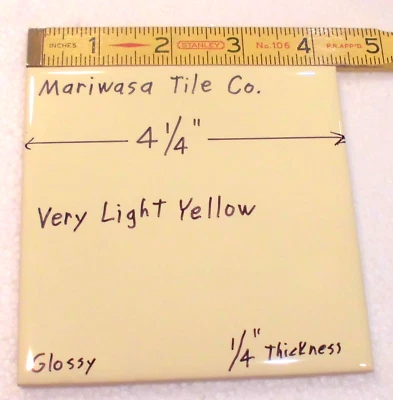 INCHES 1 2 STANLEY 3 No. 106 4 P.R. APP'D 5
Mariwasa Tile Co.
4 1/4"
Very Light Yellow
Glossy
1/4" Thickness